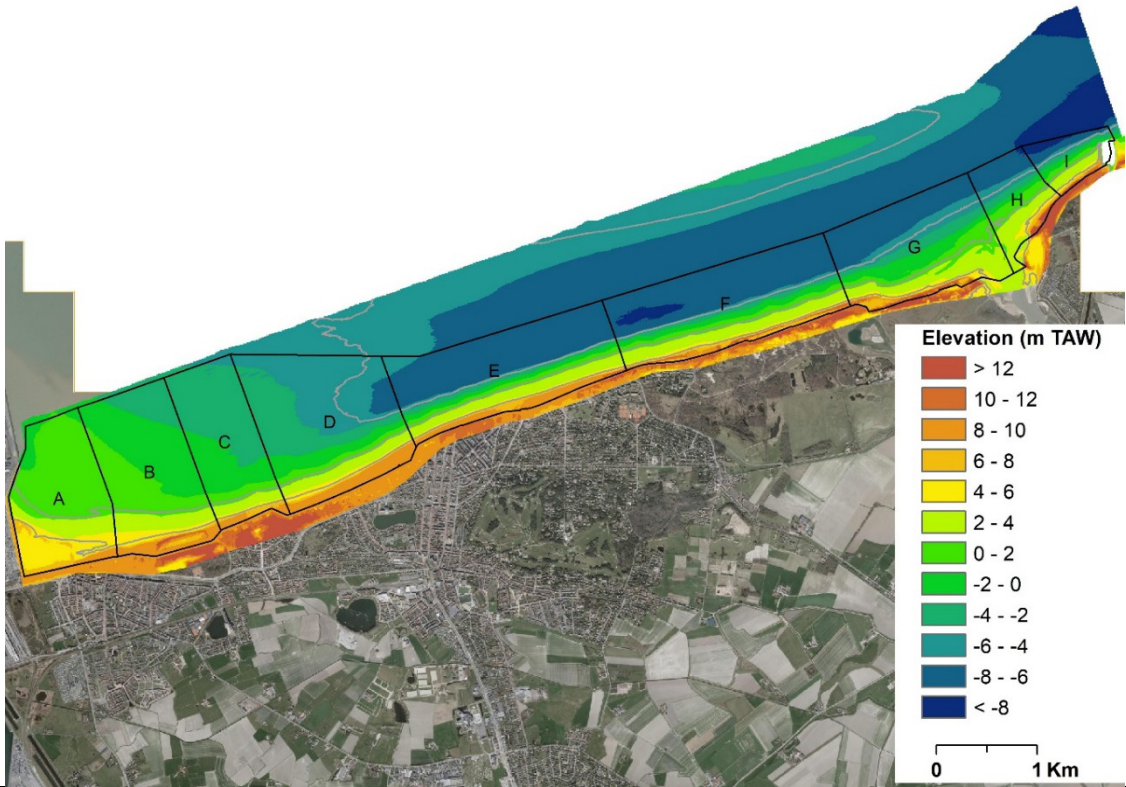 I
H
G
F
E
D
C
B
A
Elevation (m TAW)
> 12
10 - 12
8 - 10
6 - 8
4 - 6
2 - 4
0 - 2
-2 - 0
-4 - -2
-6 - -4
-8 - -6
< -8
0 1 Km